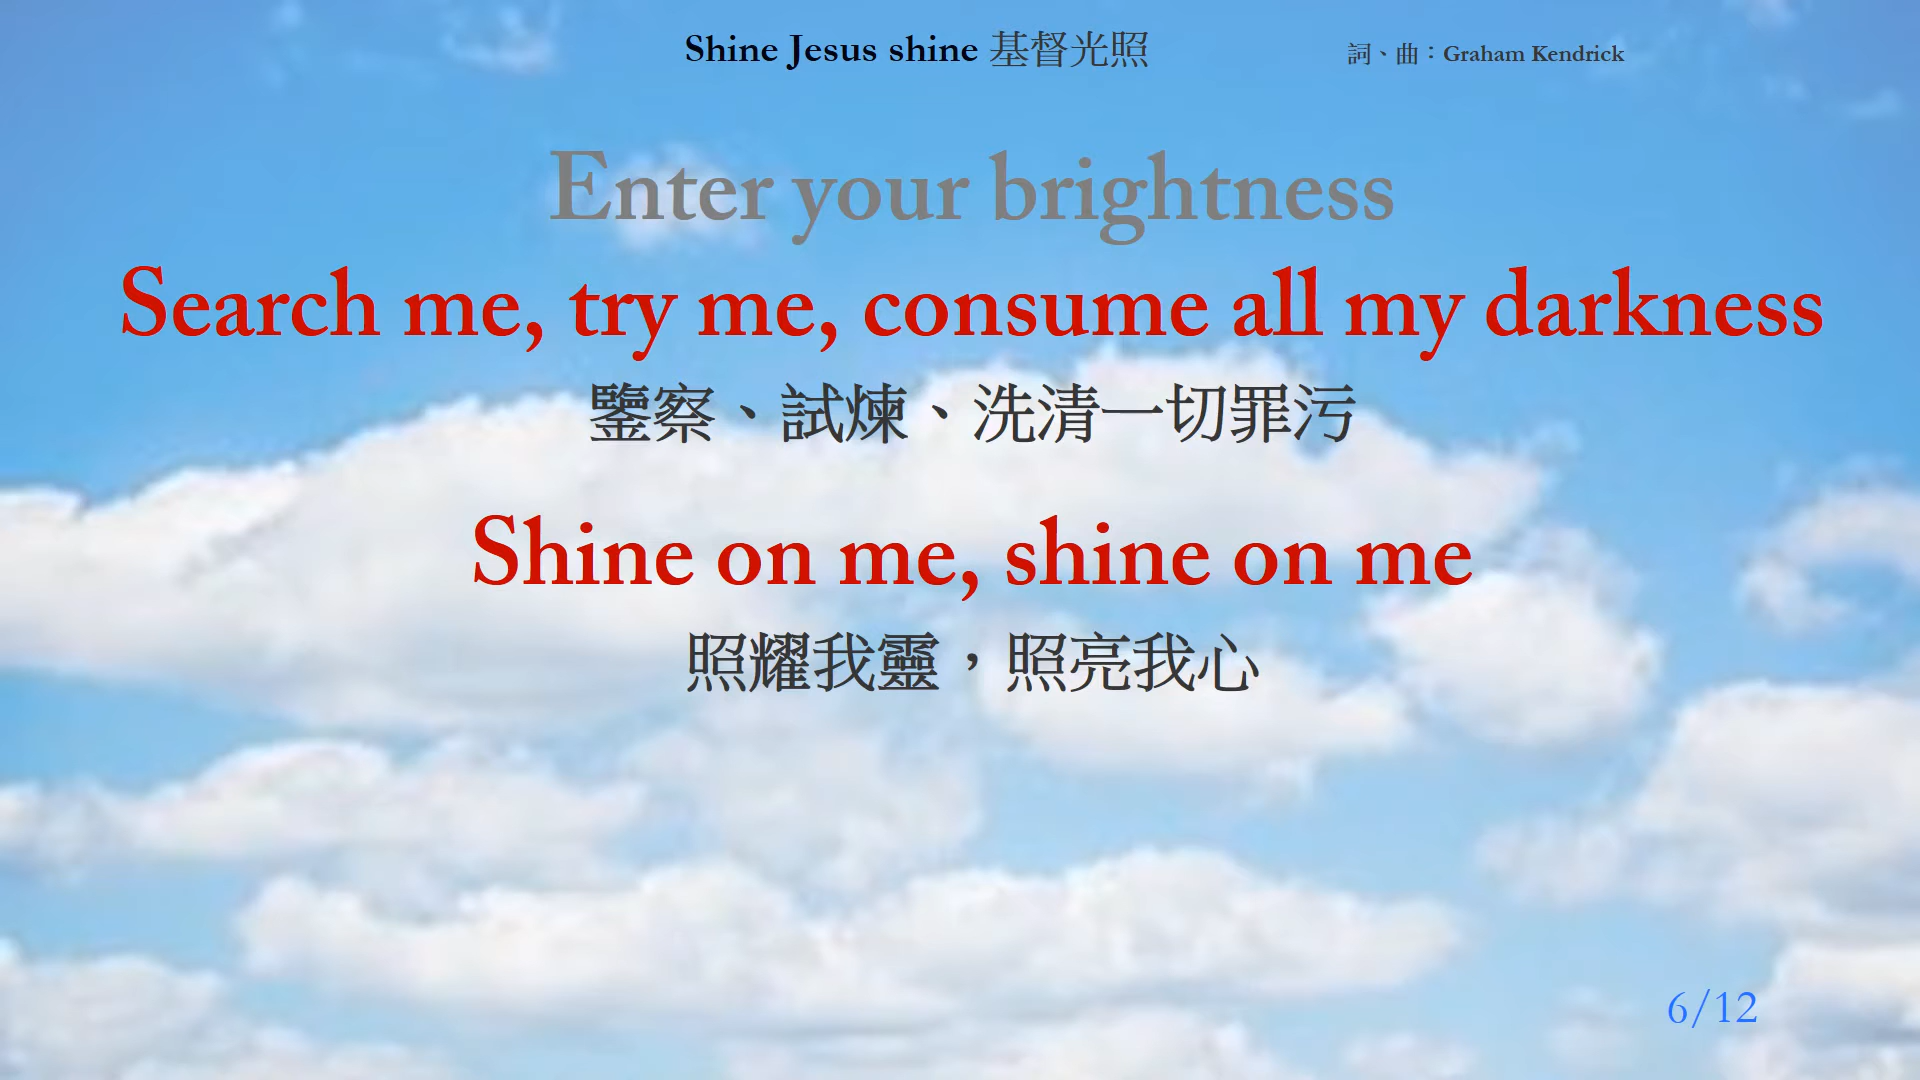 Shine Jesus shine 基督光照
詞、曲：Graham Kendrick
Enter your brightness
Search me, try me, consume all my darkness
鑒察、試煉、洗清一切罪污
Shine on me, shine on me
照耀我靈，照亮我心
6/12